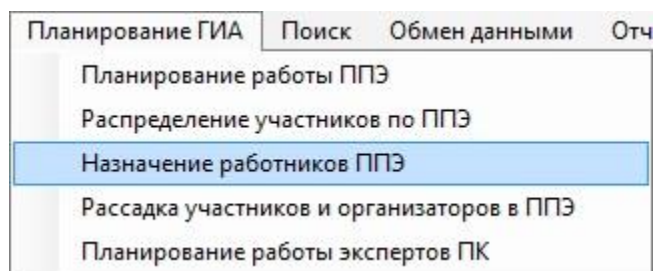 Планирование ГИА Поиск Обмен данными Отч
Планирование работы ППЭ
Распределение участников по ППЭ
Назначение работников ППЭ
Рассадка участников и организаторов в ППЭ
Планирование работы экспертов ПК